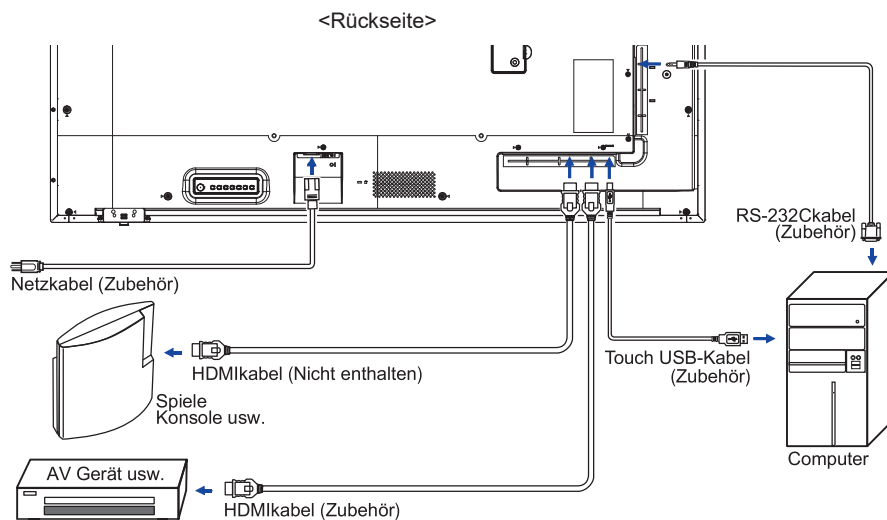 <Rückseite>
RS-232Ckabel
(Zubehör)
Netzkabel (Zubehör)
HDMIkabel (Nicht enthalten)
Touch USB-Kabel
(Zubehör)
Spiele
Konsole usw.
Computer
AV Gerät usw.
HDMIkabel (Zubehör)